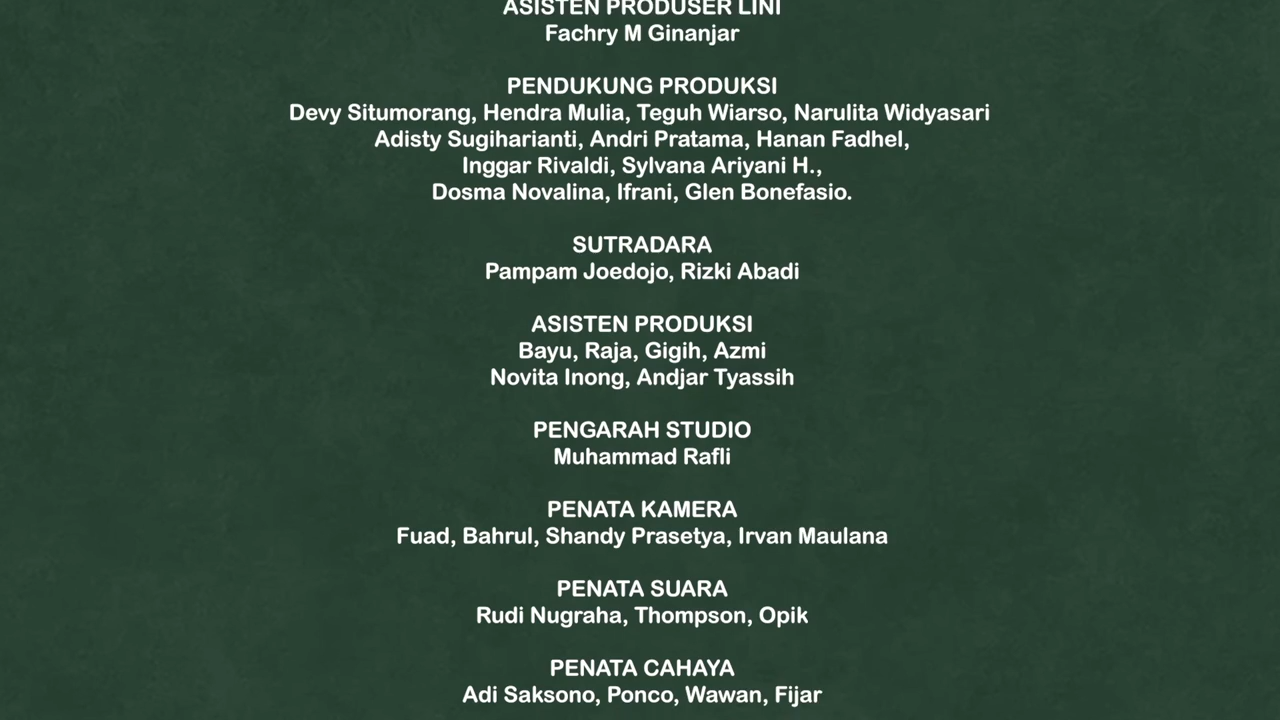 ASISTEN PRODUSER LINI
Fachry M Ginanjar
PENDUKUNG PRODUKSI
Devy Situmorang, Hendra Mulia, Teguh Wiarso, Narulita Widyasari
Adisty Sugiharianti, Andri Pratama, Hanan Fadhel,
Inggar Rivaldi, Sylvana Ariyani H.,
Dosma Novalina, Ifrani, Glen Bonefasio.
SUTRADARA
Pampam Joedojo, Rizki Abadi
ASISTEN PRODUKSI
Bayu, Raja, Gigih, Azmi
Novita Inong, Andjar Tyassih
PENGARAH STUDIO
Muhammad Rafli
PENATA KAMERA
Fuad, Bahrul, Shandy Prasetya, Irvan Maulana
PENATA SUARA
Rudi Nugraha, Thompson, Opik
PENATA CAHAYA
Adi Saksono, Ponco, Wawan, Fijar